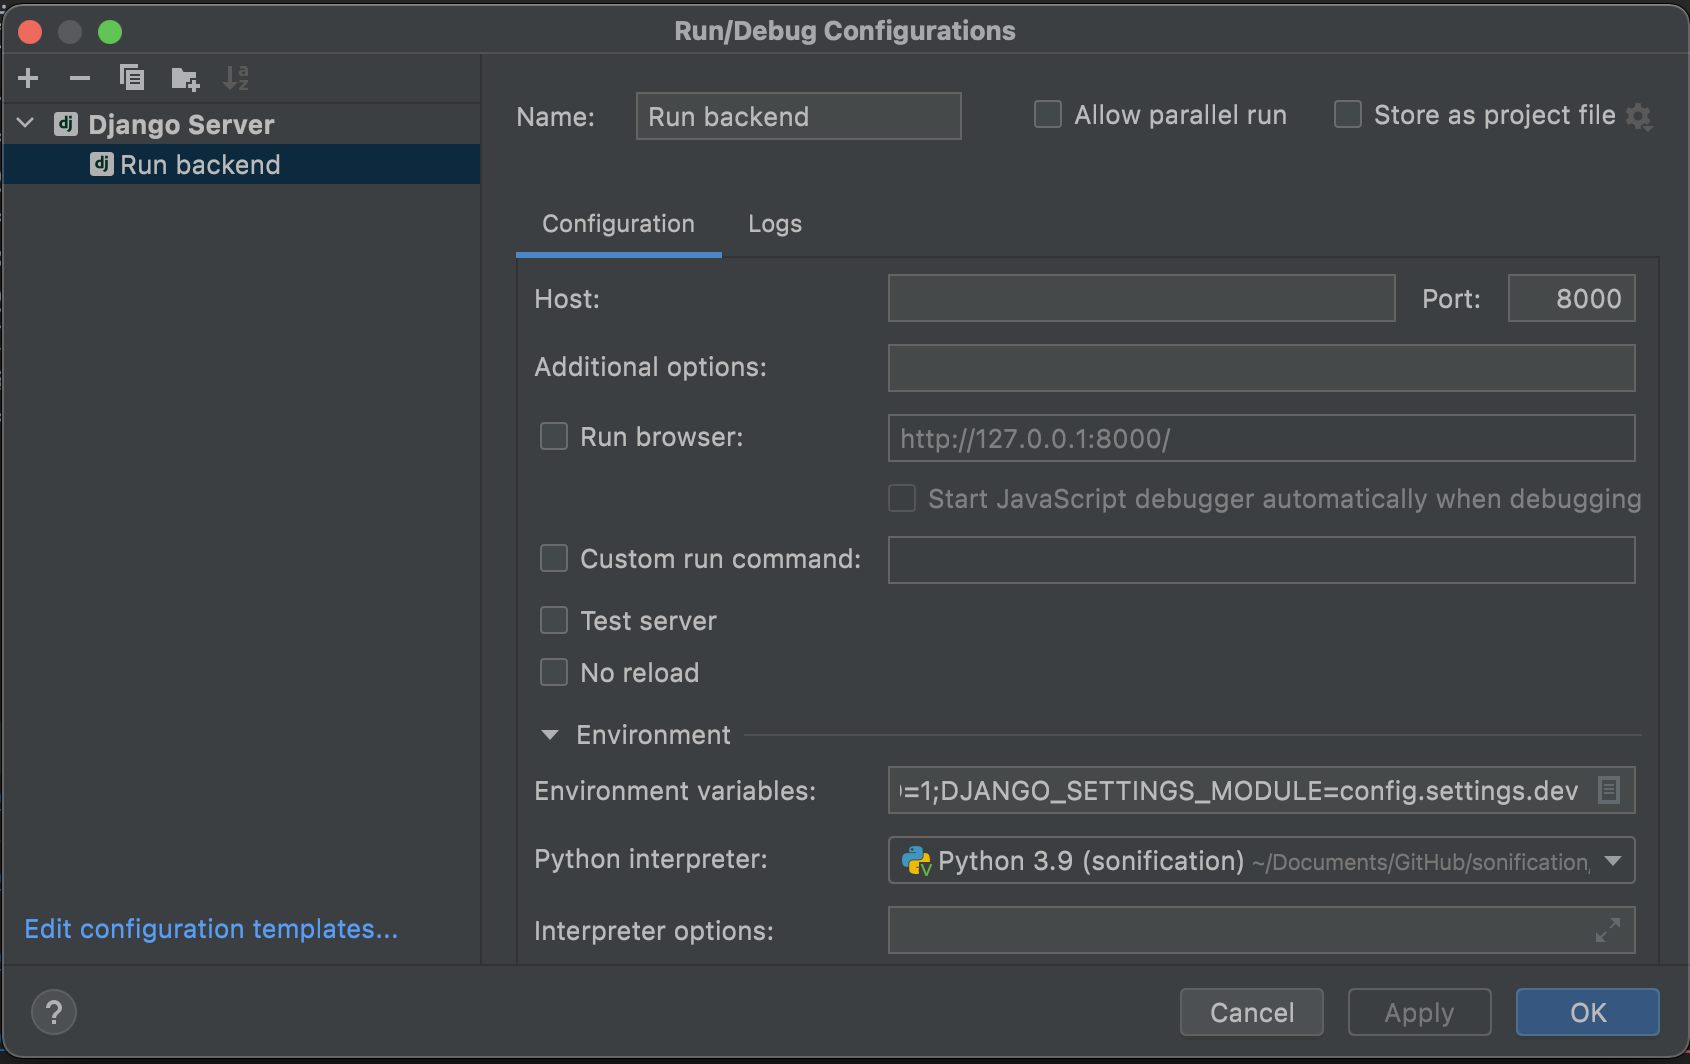 Run/Debug Configurations
Django Server
Run backend
Edit configuration templates...
Name: Run backend Allow parallel run Store as project file
Configuration Logs
Host: Port: 8000
Additional options:
Run browser: http://127.0.0.1:8000/
Start JavaScript debugger automatically when debugging
Custom run command:
Test server
No reload
Environment
Environment variables: =1;DJANGO_SETTINGS_MODULE=config.settings.dev
Python interpreter: Python 3.9 (sonification) ~/Documents/GitHub/sonification
Interpreter options:
? Cancel Apply OK